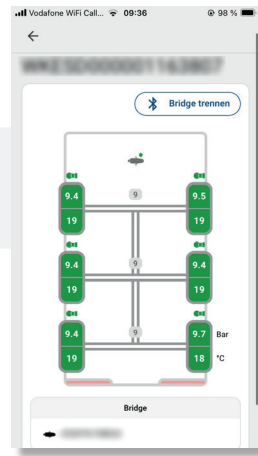 Vodafone WiFi Call... 09:36 98 %
Bridge trennen
9.4 9 9.5
19 19
9.4 9 9.4
19 19
9.4 9 9.7 Bar
19 18 °C
Bridge